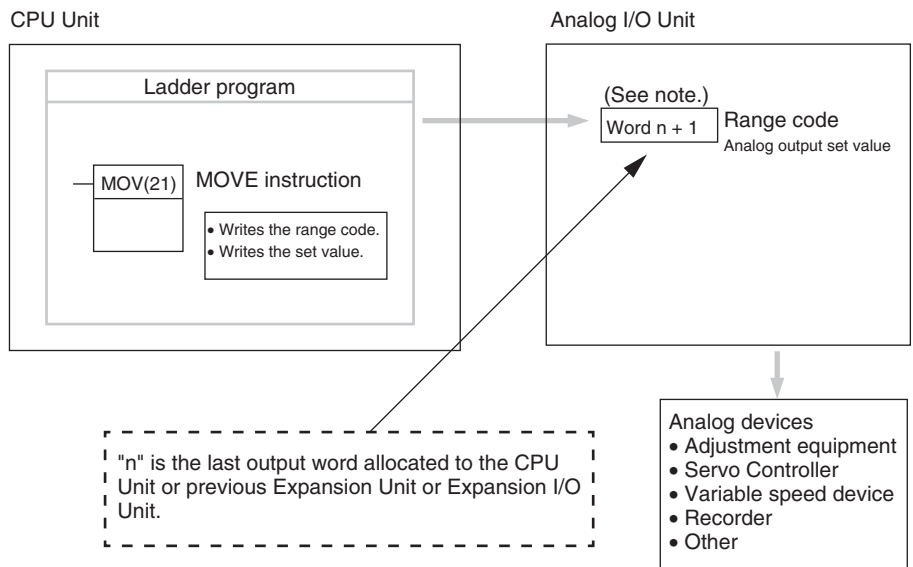 CPU Unit
Analog I/O Unit
Ladder program
MOV(21)
MOVE instruction
• Writes the range code.
• Writes the set value.
(See note.)
Word n + 1
Range code
Analog output set value
"n" is the last output word allocated to the CPU
Unit or previous Expansion Unit or Expansion I/O
Unit.
Analog devices
• Adjustment equipment
• Servo Controller
• Variable speed device
• Recorder
• Other